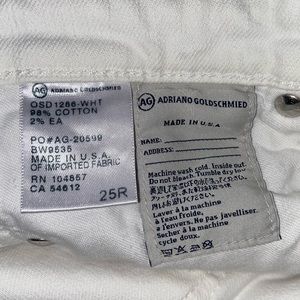 AG ADRIANO GOLDSCHMIED
OSD1266-WHT
98% COTTON
2% EA
PO#AG-20599
BW9535
MADE IN U.S.A.
OF IMPORTED FABRIC
RN 104857
CA 54612
25R
AG ADRIANO GOLDSCHMIED
MADE IN U.S.A
NAME:
ADDRESS:
Machine wash cold. Inside out.
Do not bleach. Tumble dry low.
Laver à la machine
à l'eau froide,
à l'envers. Ne pas javelliser.
Sécher à la machine
cycle doux.